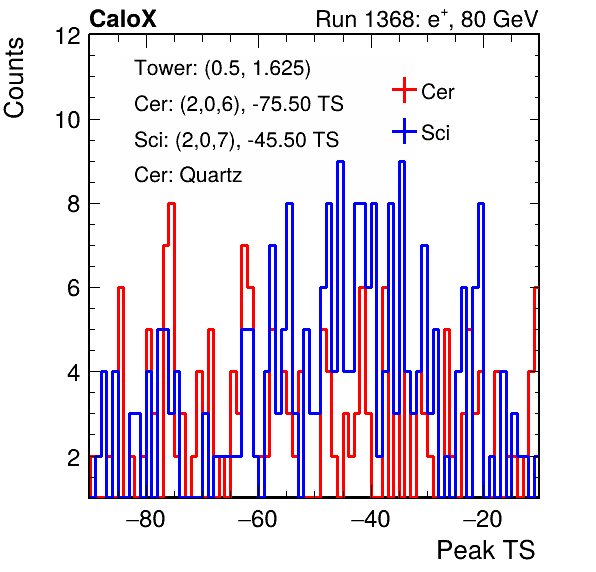 CaloX
Run 1368: e⁺, 80 GeV
Counts
12
10
8
6
4
2
Tower: (0.5, 1.625)
Cer: (2,0,6), -75.50 TS
Sci: (2,0,7), -45.50 TS
Cer: Quartz
Cer
Sci
−80
−60
−40
−20
Peak TS